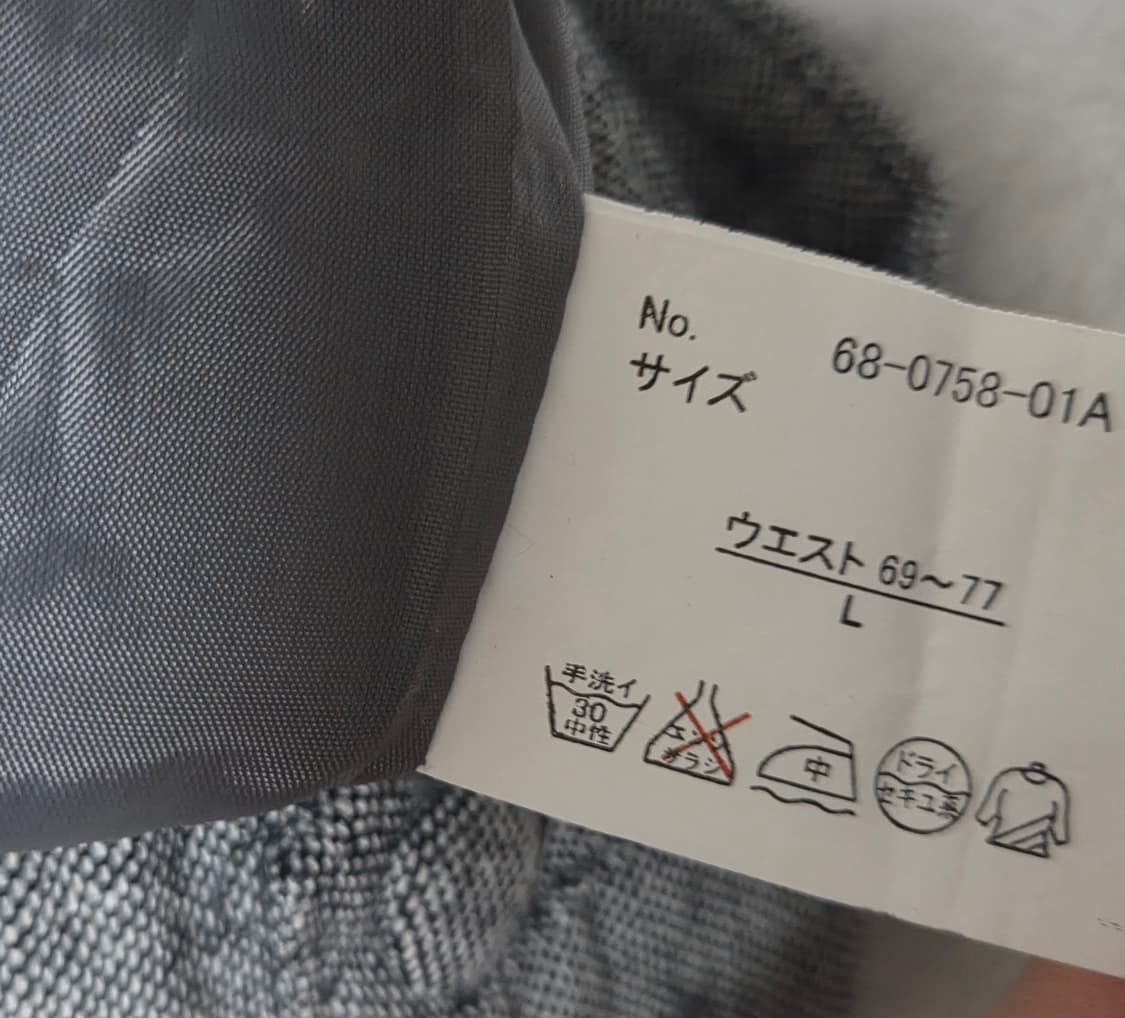 No. 68-0758-01A
サイズ
ウエスト 69～77
L
手洗イ
30
中性
エンソ
サラシ
中
ドライ
セキユ系